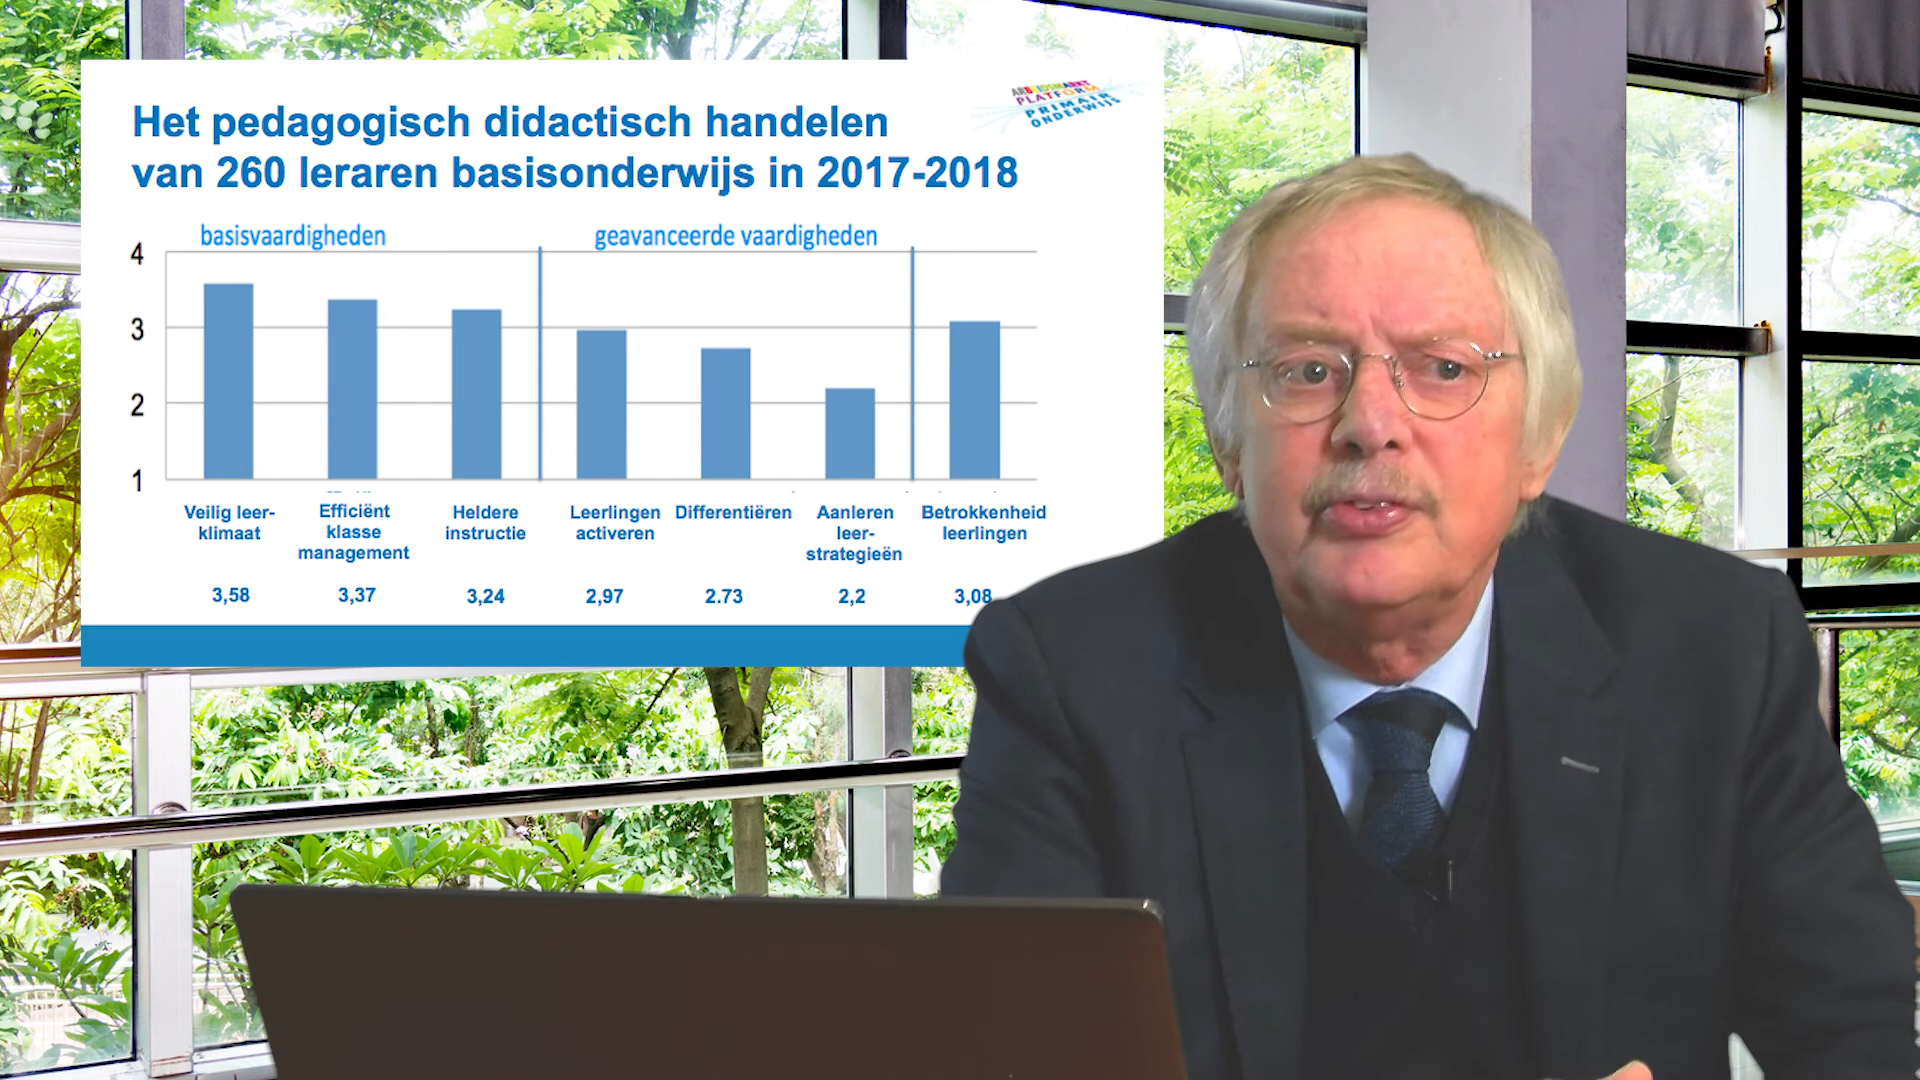 ARBEIDSMARKT
PLATFORM
PRIMAIR
ONDERWIJS
Het pedagogisch didactisch handelen
van 260 leraren basisonderwijs in 2017-2018
basisvaardigheden
geavanceerde vaardigheden
4
3
2
1
Veilig leer-
klimaat
Efficiënt
klasse
management
Heldere
instructie
Leerlingen
activeren
Differentiëren
Aanleren
leer-
strategieën
Betrokkenheid
leerlingen
3,58
3,37
3,24
2,97
2.73
2,2
3,08